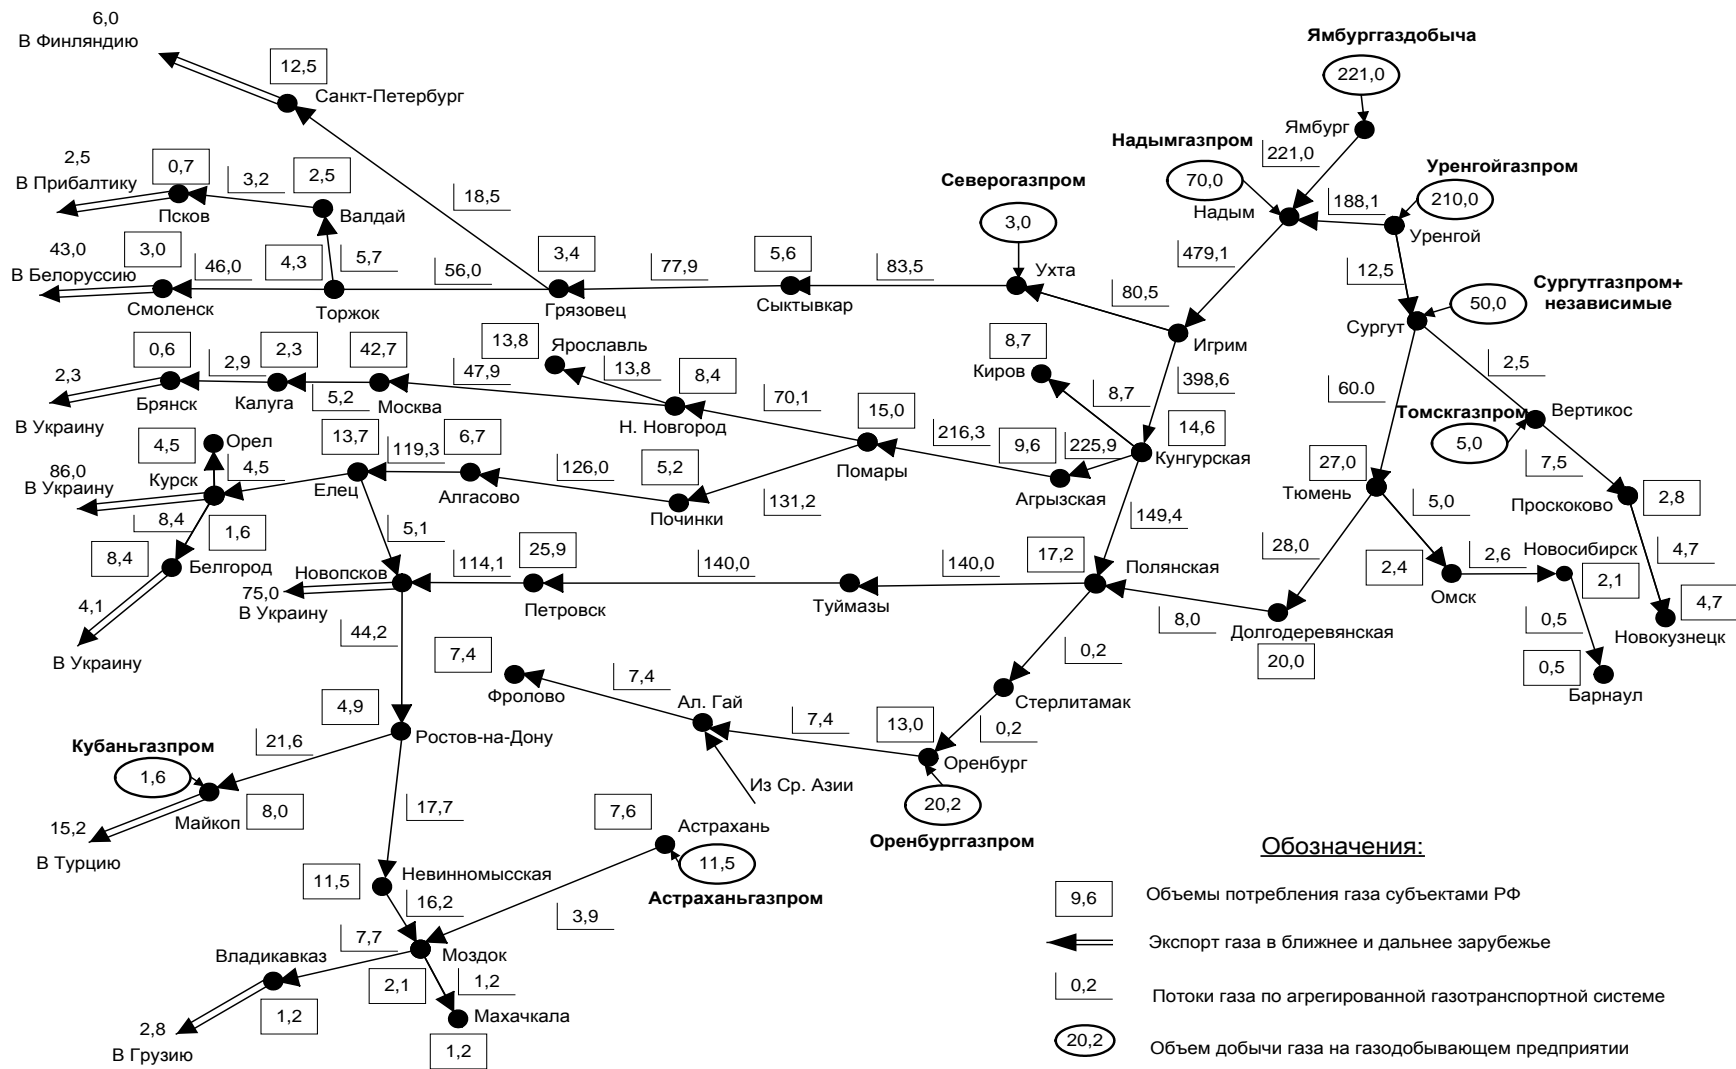 6,0
В Финляндию
12,5
Санкт-Петербург
Ямбурггаздобыча
221,0
Ямбург
221,0
Надымгазпром
70,0
Надым
Уренгойгазпром
210,0
188,1
Уренгой
2,5
В Прибалтику
0,7
3,2
2,5
Псков
Валдай
18,5
Северогазпром
3,0
43,0
В Белоруссию
3,0
46,0
4,3
5,7
56,0
3,4
77,9
5,6
83,5
Ухта
80,5
479,1
12,5
Смоленск
Торжок
Грязовец
Сыктывкар
Игрим
Сургутгазпром+
независимые
50,0
Сургут
2,3
В Украину
0,6
2,9
2,3
42,7
47,9
13,8
Ярославль
13,8
8,4
8,7
Киров
8,7
398,6
60.0
2,5
Брянск
Калуга
5,2
Москва
Н. Новгород
70,1
15,0
216,3
9,6
225,9
14,6
Томскгазпром
5,0
Вертикос
4,5
Орел
13,7
119,3
6,7
Помары
Кунгурская
86,0
В Украину
Курск
4,5
Елец
Алгасово
126,0
5,2
Починки
131,2
Агрызская
27,0
Тюмень
7,5
Проскоково
2,8
8,4
1,6
5,1
149,4
5,0
8,4
Белгород
4,1
В Украину
Новопсков
75,0
В Украину
114,1
25,9
Петровск
140,0
Туймазы
140,0
17,2
Полянская
28,0
8,0
Долгодеревянская
20,0
2,4
Омск
2,6
Новосибирск
2,1
4,7
4,7
Новокузнецк
0,5
0,5
Барнаул
44,2
7,4
Фролово
7,4
Ал. Гай
7,4
13,0
0,2
Стерлитамак
0,2
Оренбург
4,9
Ростов-на-Дону
Кубаньгазпром
1,6
21,6
Майкоп
8,0
15,2
В Турцию
17,7
Из Ср. Азии
20,2
Оренбурггазпром
7,6
Астрахань
11,5
Астраханьгазпром
11,5
Невинномысская
16,2
3,9
Владикавказ
7,7
Моздок
2,1
1,2
1,2
Махачкала
1,2
2,8
В Грузию
Обозначения:
9,6
Объемы потребления газа субъектами РФ
Экспорт газа в ближнее и дальнее зарубежье
0,2
Потоки газа по агрегированной газотранспортной системе
20,2
Объем добычи газа на газодобывающем предприятии